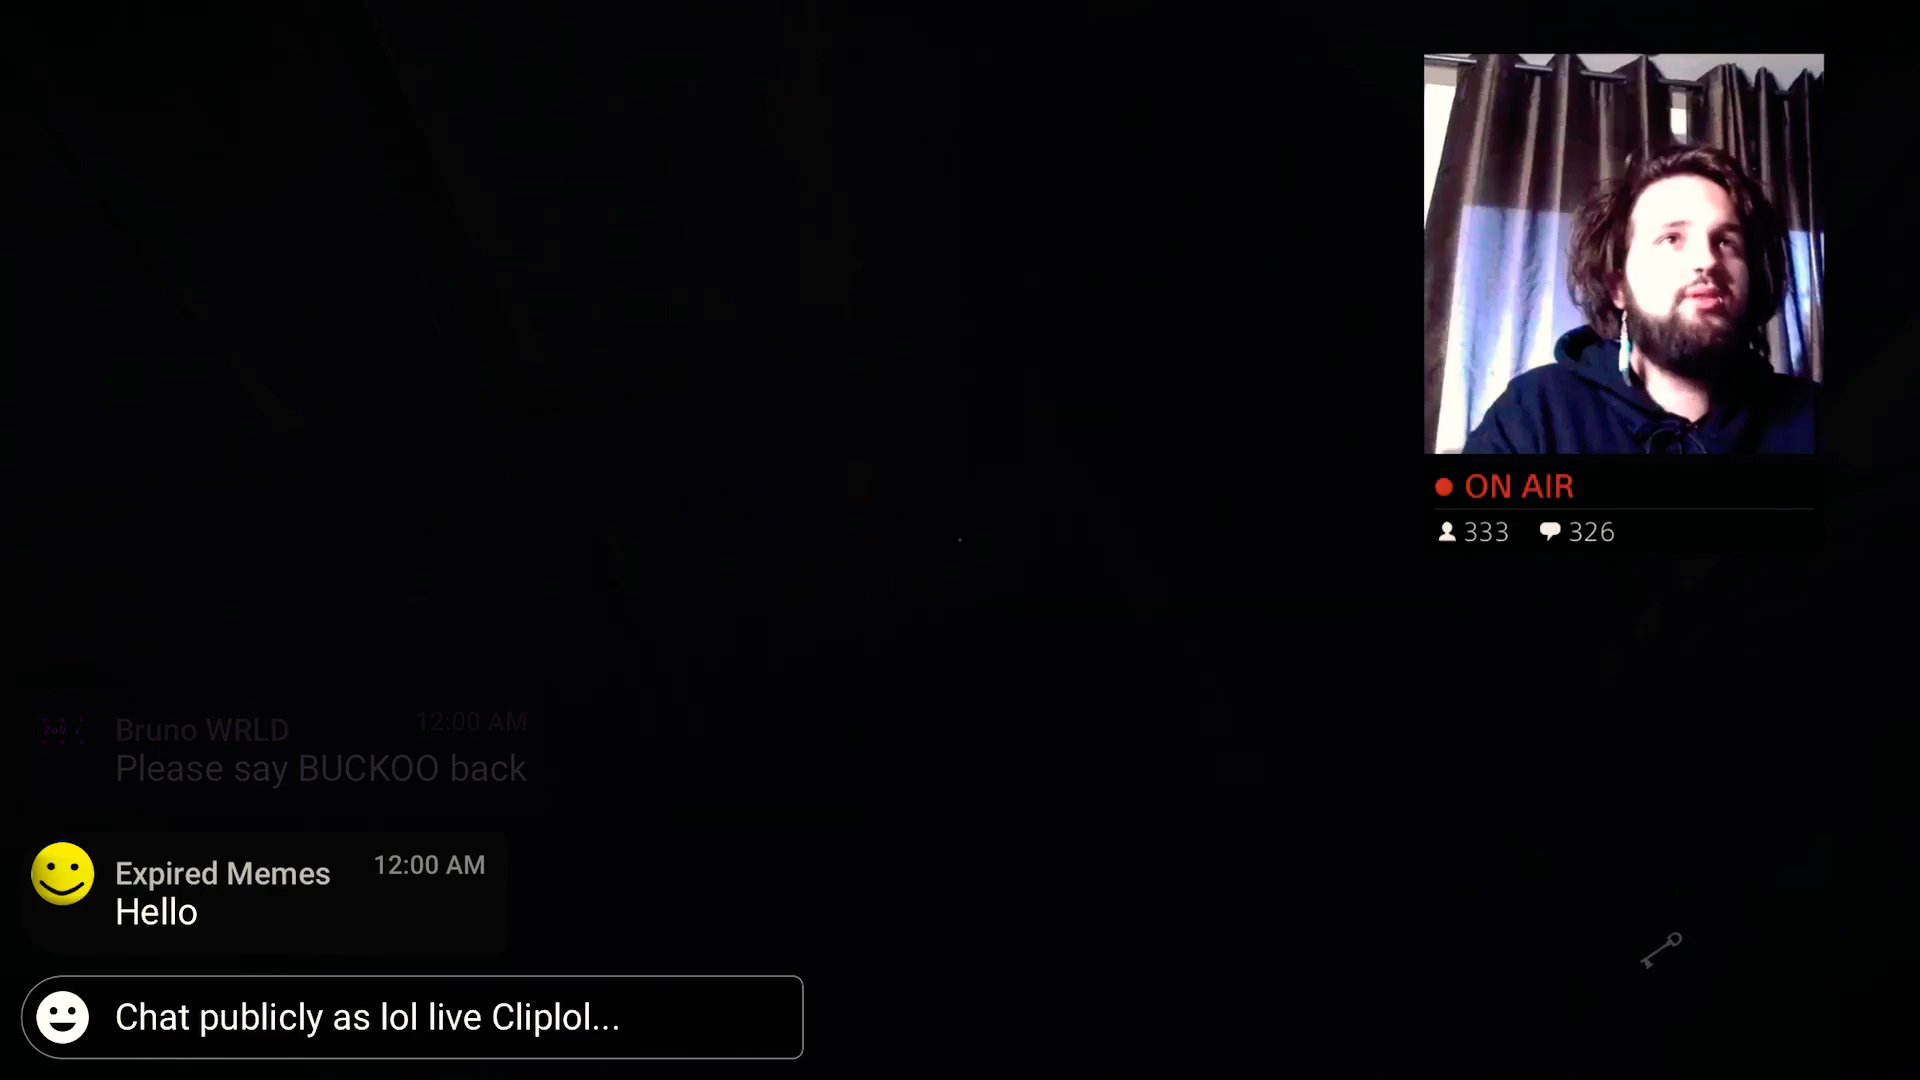 ON AIR
333 326
Bruno WRLD 12:00 AM
Please say BUCKOO back
Expired Memes 12:00 AM
Hello
Chat publicly as lol live Cliplol...